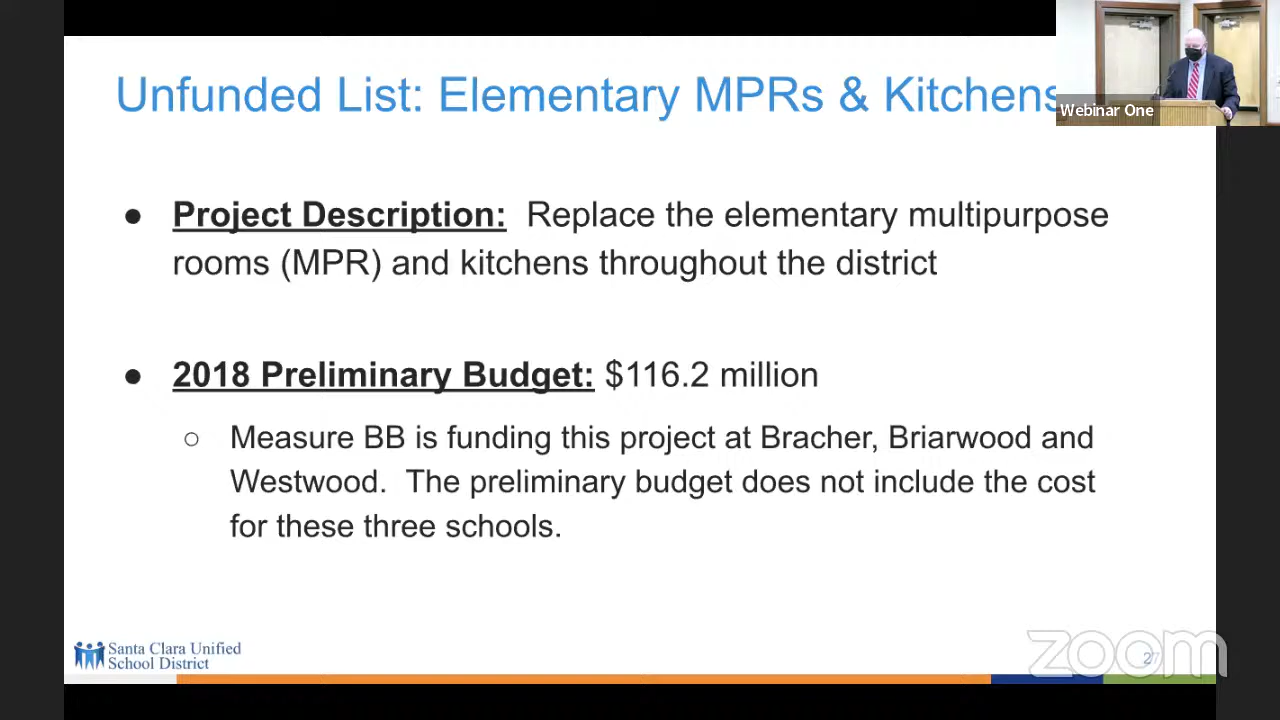 Unfunded List: Elementary MPRs & Kitchens
Webinar One
● Project Description: Replace the elementary multipurpose
rooms (MPR) and kitchens throughout the district
● 2018 Preliminary Budget: $116.2 million
○ Measure BB is funding this project at Bracher, Briarwood and
Westwood. The preliminary budget does not include the cost
for these three schools.
Santa Clara Unified
School District
zoom
27